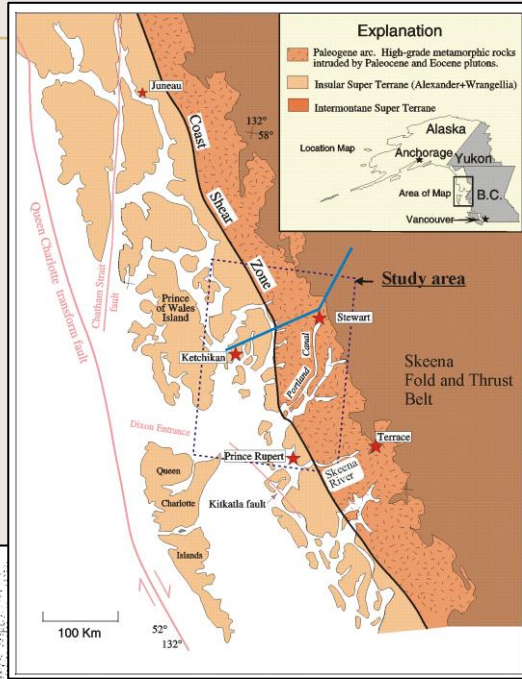 Explanation
Paleogene arc. High-grade metamorphic rocks
intruded by Paleocene and Eocene plutons.
Insular Super Terrane (Alexander+Wrangellia)
Intermontane Super Terrane
Location Map
Alaska
Anchorage
Yukon
Area of Map
B.C.
Vancouver
Juneau
132°
58°
Coast
Shear
Zone
Queen Charlotte transform fault
Chatham Strait
fault
Study area
Prince
of Wales
Island
Stewart
Ketchikan
Canal
Portland
Skeena
Fold and Thrust
Belt
Dixon Entrance
Terrace
Prince Rupert
Skeena
River
Queen
Charlotte
Islands
Kitkatla fault
100 Km
52°
132°